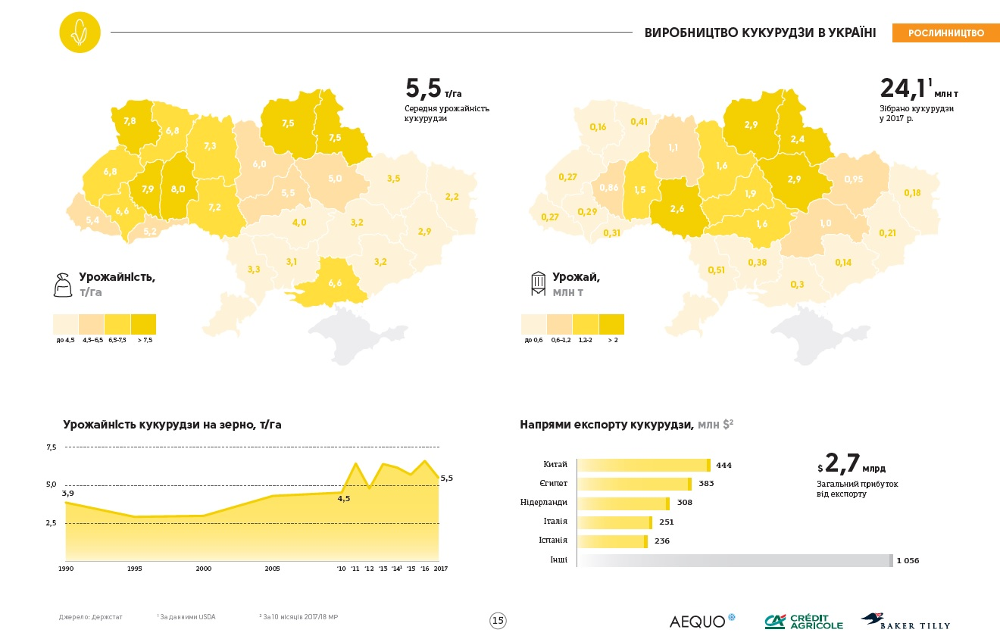 ВИРОБНИЦТВО КУКУРУДЗИ В УКРАЇНІ
РОСЛИННИЦТВО
5,5 т/га
Середня урожайність
кукурудзи
7,8
6,8
7,3
7,5
7,5
6,8
7,9
8,0
6,6
5,4
5,2
7,2
6,0
5,5
5,0
3,5
2,2
4,0
3,2
2,9
3,3
3,1
3,2
6,6
Урожайність,
т/га
до 4,5
4,5–6,5
6,5-7,5
> 7,5
24,1¹ млн т
Зібрано кукурудзи
у 2017 р.
0,16
0,41
1,1
2,9
2,4
0,27
0,86
1,5
1,6
2,9
0,95
0,18
0,27
0,29
0,31
2,6
1,9
1,6
1,0
0,21
0,51
0,38
0,14
0,3
Урожай,
млн т
до 0,6
0,6–1,2
1,2-2
> 2
Урожайність кукурудзи на зерно, т/га
7,5
5,0
2,5
3,9
4,5
5,5
1990 1995 2000 2005 '10 '11 '12 '13 '14¹ '15 '16 2017
Напрями експорту кукурудзи, млн $²
Китай 444
Єгипет 383
Нідерланди 308
Італія 251
Іспанія 236
Інші 1 056
$ 2,7 млрд
Загальний прибуток
від експорту
Джерело: Держстат
¹ За данними USDA
² За 10 місяців 2017/18 МР
15
AEQUO
CRÉDIT
AGRICOLE
BAKER TILLY